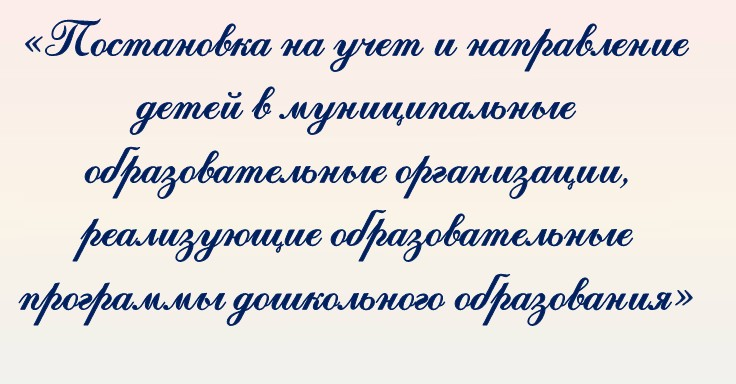 «Постановка на учет и направление
детей в муниципальные
образовательные организации,
реализующие образовательные
программы дошкольного образования»